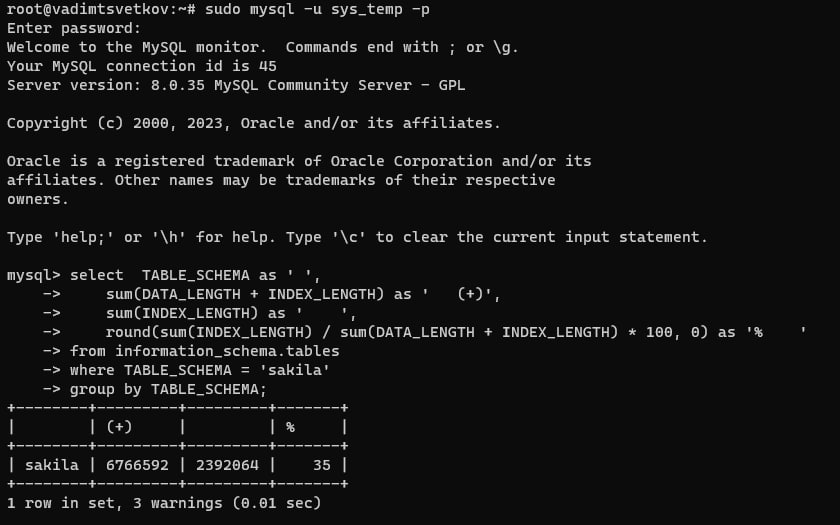 root@vadimtsvetkov:~# sudo mysql -u sys_temp -p
Enter password:
Welcome to the MySQL monitor.  Commands end with ; or \g.
Your MySQL connection id is 45
Server version: 8.0.35 MySQL Community Server - GPL

Copyright (c) 2000, 2023, Oracle and/or its affiliates.

Oracle is a registered trademark of Oracle Corporation and/or its
affiliates. Other names may be trademarks of their respective
owners.

Type 'help;' or '\h' for help. Type '\c' to clear the current input statement.

mysql> select  TABLE_SCHEMA as ' ',
    ->     sum(DATA_LENGTH + INDEX_LENGTH) as '   (+)',
    ->     sum(INDEX_LENGTH) as '    ',
    ->     round(sum(INDEX_LENGTH) / sum(DATA_LENGTH + INDEX_LENGTH) * 100, 0) as '%    '
    -> from information_schema.tables
    -> where TABLE_SCHEMA = 'sakila'
    -> group by TABLE_SCHEMA;
+--------+---------+---------+-------+
|        | (+)     |         | %     |
+--------+---------+---------+-------+
| sakila | 6766592 | 2392064 |    35 |
+--------+---------+---------+-------+
1 row in set, 3 warnings (0.01 sec)